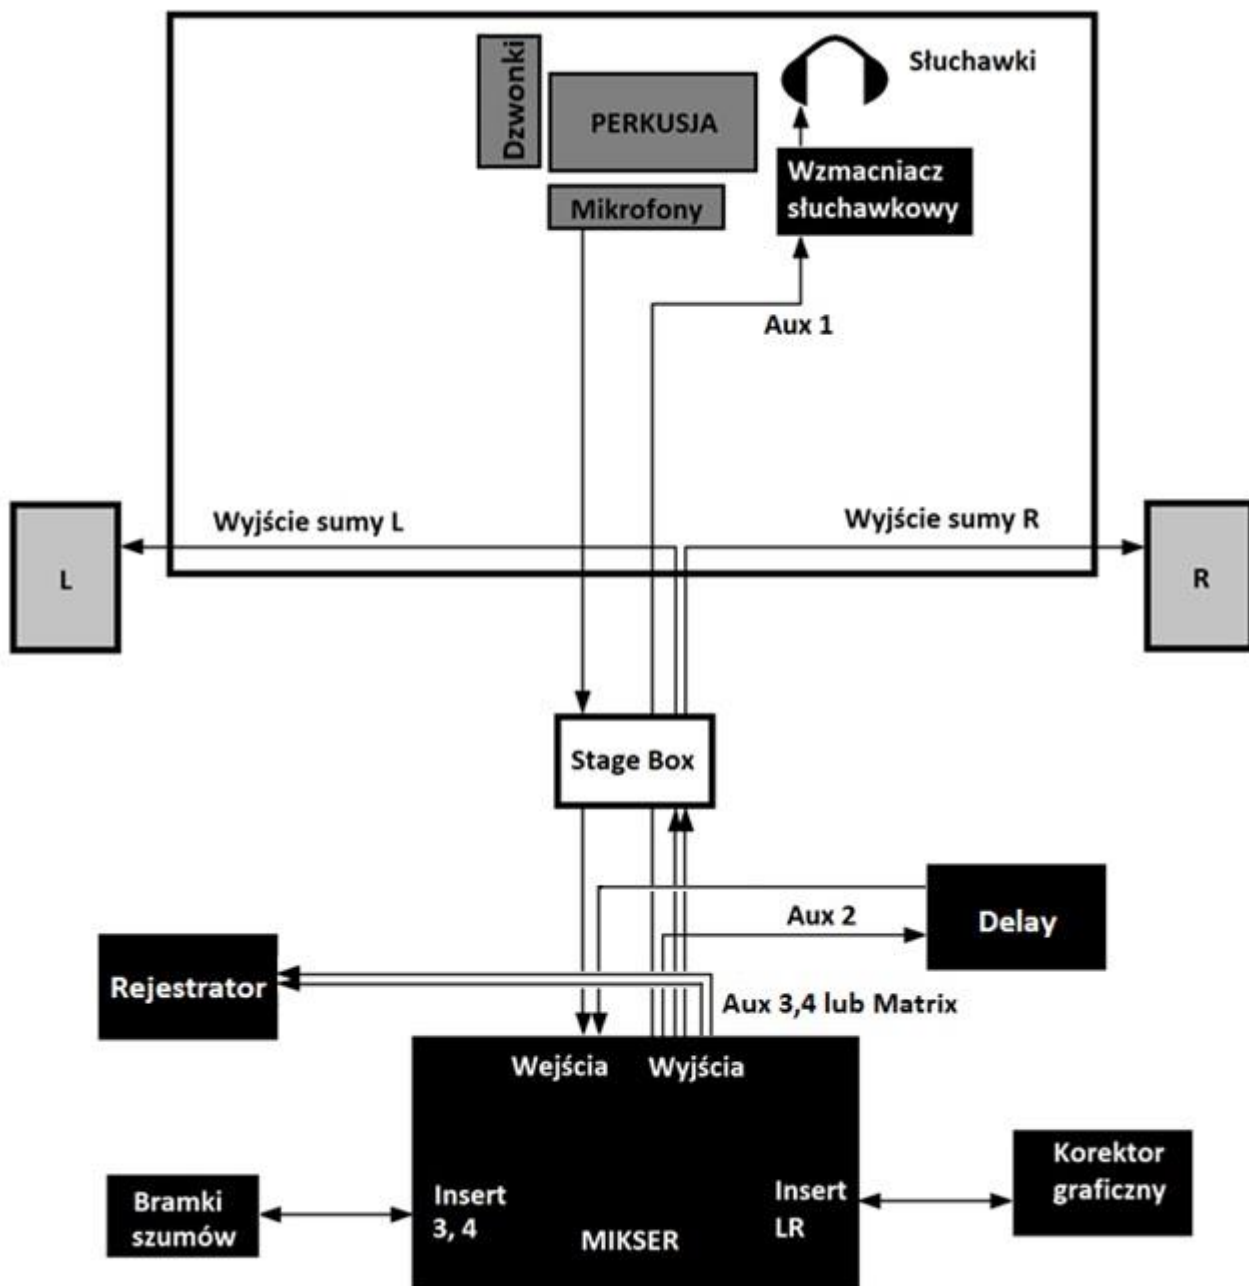 Dzwonki
PERKUSJA
Słuchawki
Mikrofony
Wzmacniacz
słuchawkowy
Aux 1
Wyjście sumy L
Wyjście sumy R
L
R
Stage Box
Aux 2
Delay
Rejestrator
Aux 3,4 lub Matrix
Wejścia
Wyjścia
Bramki
szumów
Insert
3, 4
MIKSER
Insert
LR
Korektor
graficzny